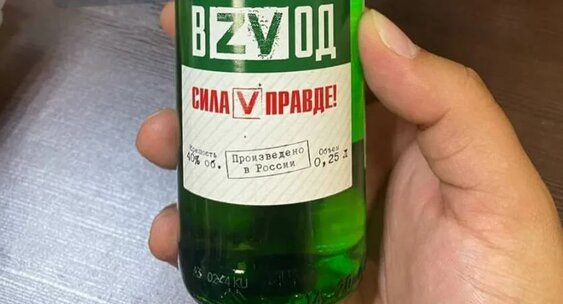 ВZVОД
СИЛА V ПРАВДЕ!
Крепость
40% об.
Произведено
в России
Объем
0,25 л